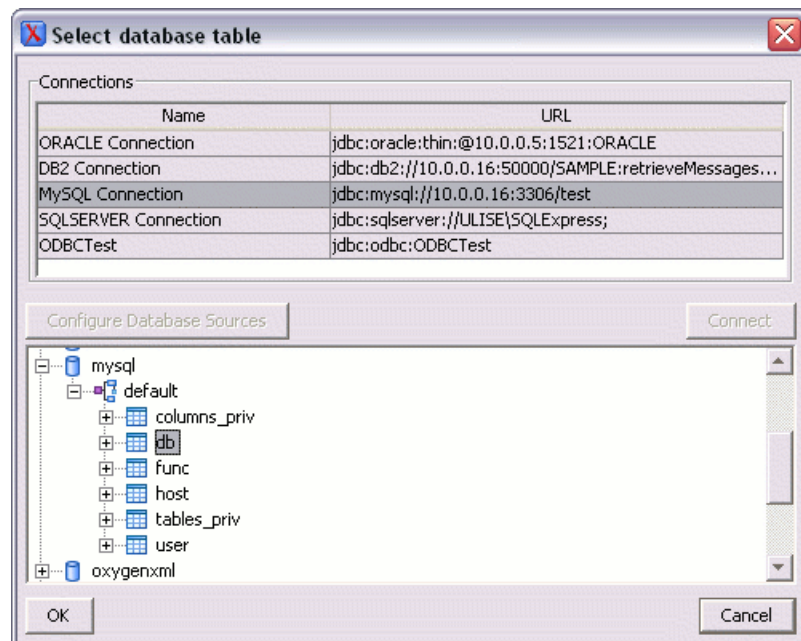 Select database table
Connections
Name URL
ORACLE Connection jdbc:oracle:thin:@10.0.0.5:1521:ORACLE
DB2 Connection jdbc:db2://10.0.0.16:50000/SAMPLE:retrieveMessages...
MySQL Connection jdbc:mysql://10.0.0.16:3306/test
SQLSERVER Connection jdbc:sqlserver://ULISE\SQLExpress;
ODBCTest jdbc:odbc:ODBCTest
Configure Database Sources Connect
mysql
default
columns_priv
db
func
host
tables_priv
user
oxygenxml
OK Cancel